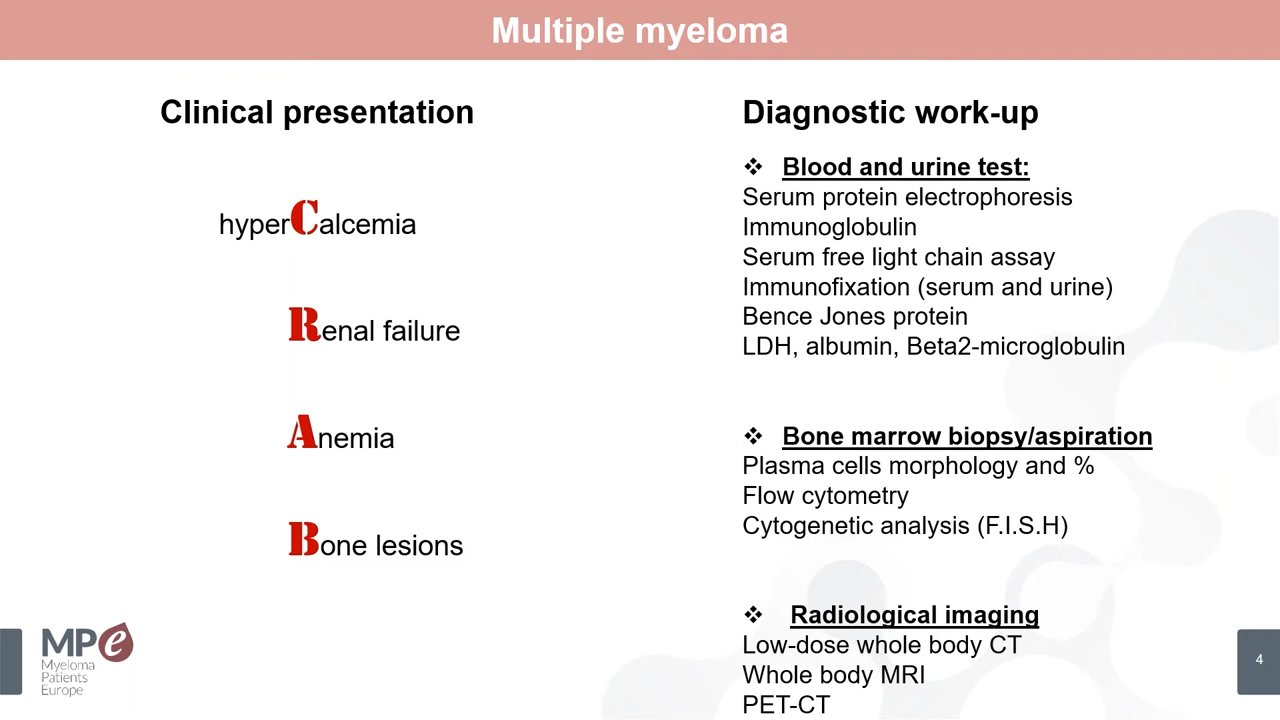 Multiple myeloma
Clinical presentation
hyperCalcemia
Renal failure
Anemia
Bone lesions
Diagnostic work-up
❖ Blood and urine test:
Serum protein electrophoresis
Immunoglobulin
Serum free light chain assay
Immunofixation (serum and urine)
Bence Jones protein
LDH, albumin, Beta2-microglobulin
❖ Bone marrow biopsy/aspiration
Plasma cells morphology and %
Flow cytometry
Cytogenetic analysis (F.I.S.H)
❖ Radiological imaging
Low-dose whole body CT
Whole body MRI
PET-CT
MPe
Myeloma
Patients
Europe
4